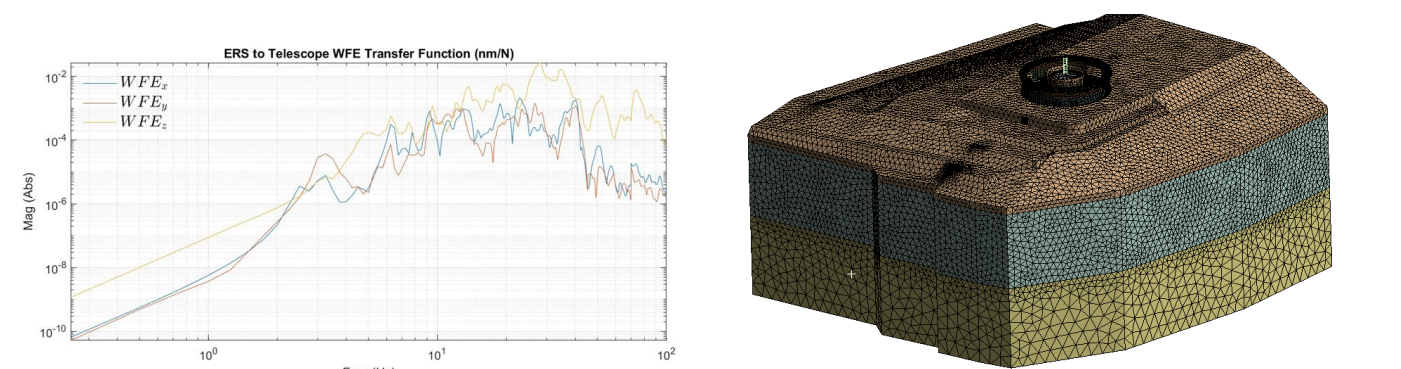 ERS to Telescope WFE Transfer Function (nm/N)
WFE_x
WFE_y
WFE_z
Mag (Abs)
10^-2
10^-4
10^-6
10^-8
10^-10
10^0
10^1
10^2